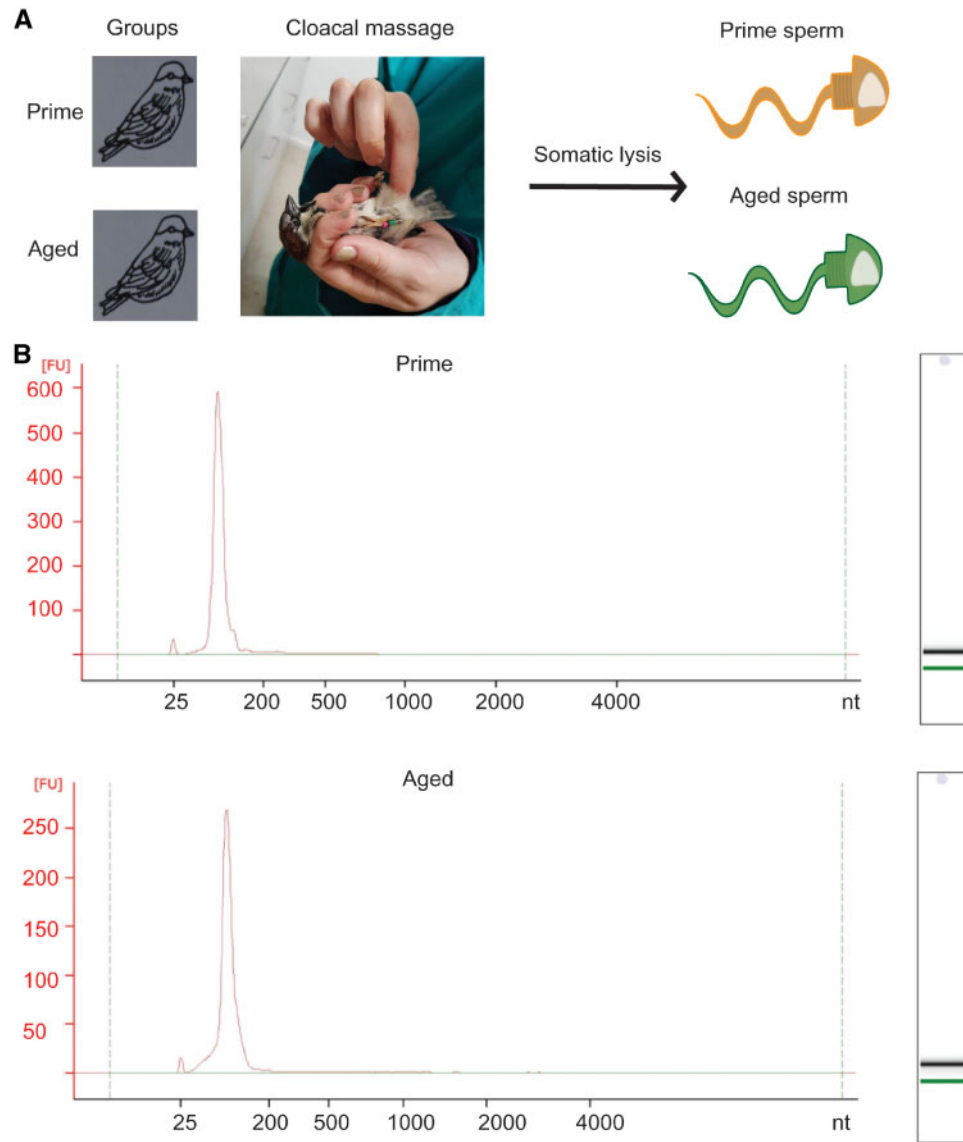 A
Groups
Cloacal massage
Prime sperm
Prime
Somatic lysis
Aged sperm
Aged
B
[FU]
Prime
600
500
400
300
200
100
25 200 500 1000 2000 4000 nt
[FU]
Aged
250
200
150
100
50
25 200 500 1000 2000 4000 nt